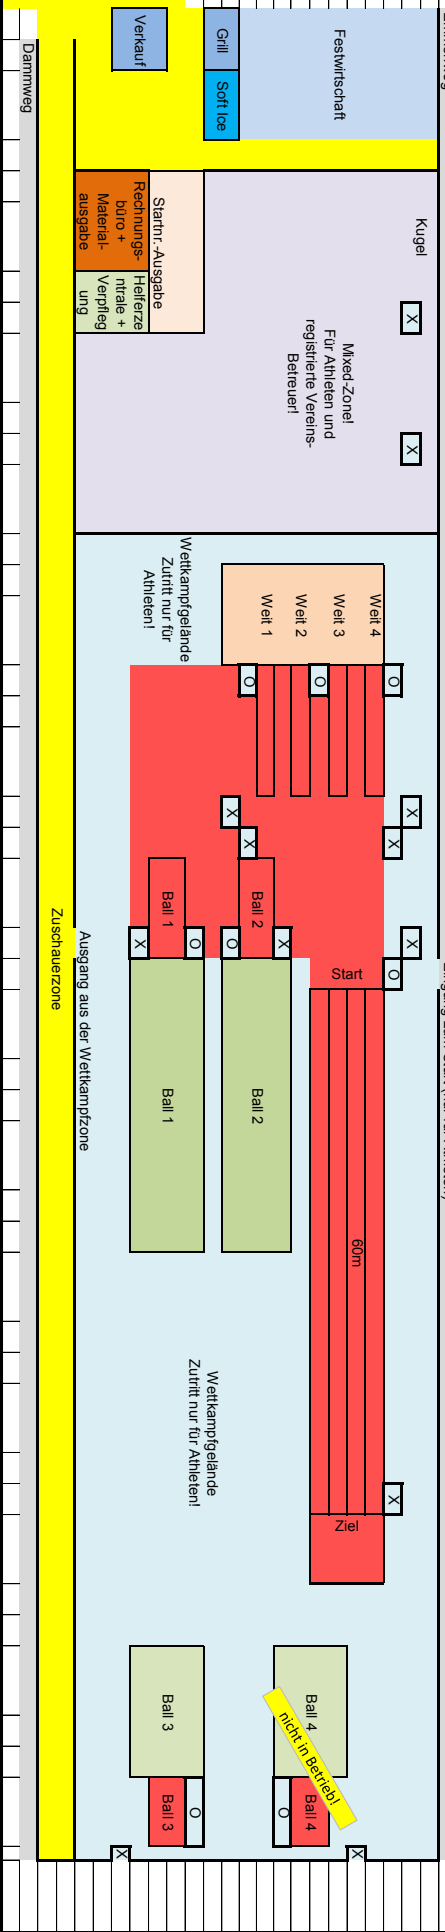 Dammweg
Verkauf
Grill
Soft Ice
Festwirtschaft
Rechnungs-
büro +
Material-
ausgabe
Startnr.-Ausgabe
Helferze
ntrale +
Verpfleg
ung
Kugel
X
X
Mixed-Zone!
Für Athleten und
registrierte Vereins-
Betreuer!
Wettkampfgelände
Zutritt nur für
Athleten!
Weit 1
Weit 2
Weit 3
Weit 4
O
O
O
X
X
X
X
Ball 1
Ball 2
X
O
O
X
X
O
Start
Zuschauerzone
Ausgang aus der Wettkampfzone
Ball 1
Ball 2
60m
Wettkampfgelände
Zutritt nur für Athleten!
X
Ziel
Ball 3
Ball 4
nicht in Betrieb!
Ball 3
O
O
Ball 4
X
X